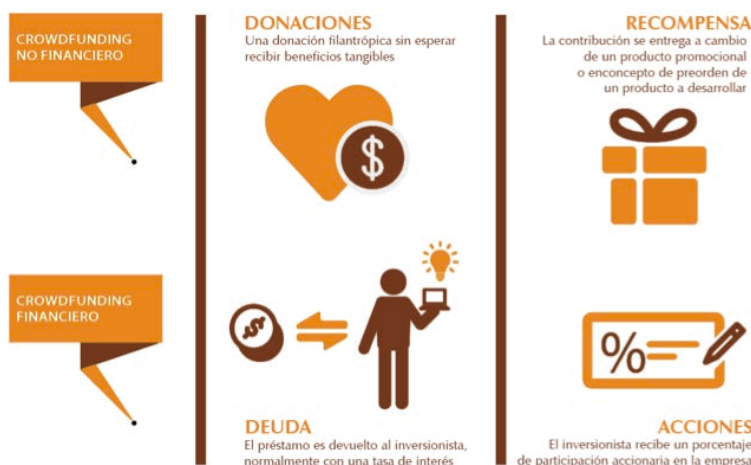 CROWDFUNDING
NO FINANCIERO
DONACIONES
Una donación filantrópica sin esperar
recibir beneficios tangibles
$
RECOMPENSA
La contribución se entrega a cambio
de un producto promocional
o enconcepto de preorden de
un producto a desarrollar
CROWDFUNDING
FINANCIERO
$
DEUDA
El préstamo es devuelto al inversionista,
normalmente con una tasa de interés
%
ACCIONES
El inversionista recibe un porcentaje
de participación accionaria en la empresa